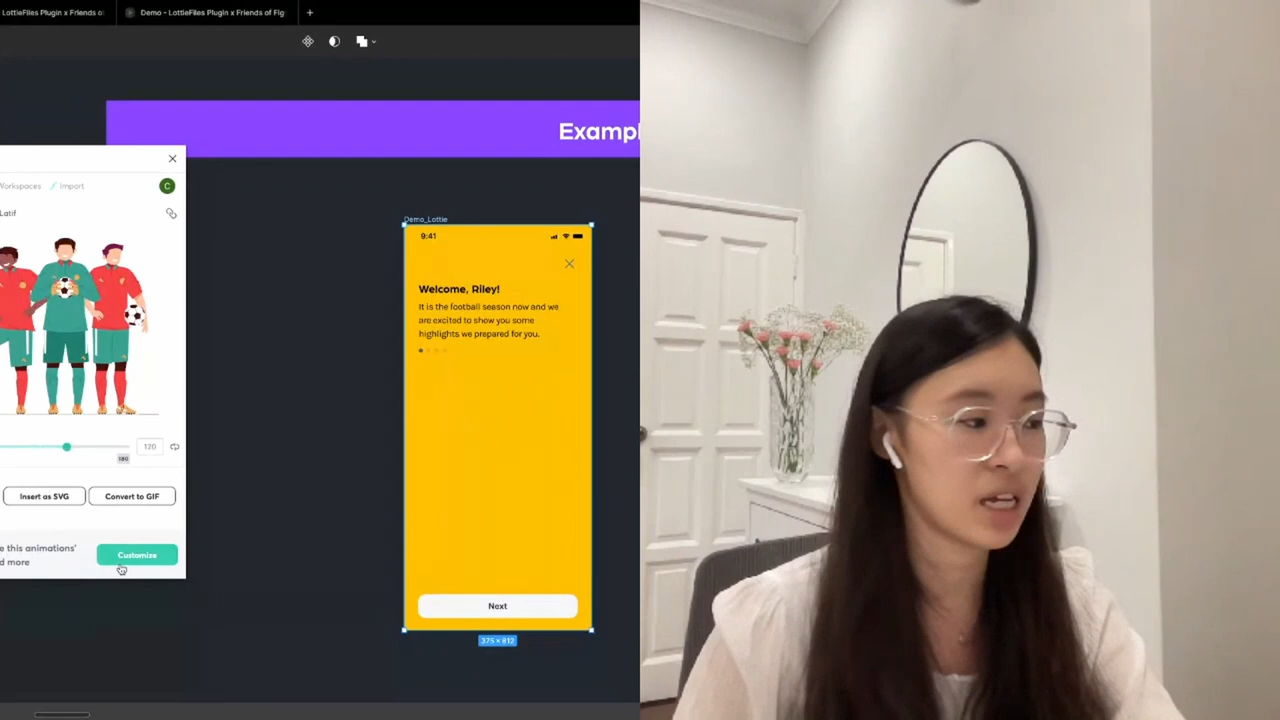 LottieFiles Plugin x Friends of
Demo - LottieFiles Plugin x Friends of Fig
Exampl
Workspaces Import
C
Latif
120
180
Insert as SVG Convert to GIF
e this animations'
d more
Customize
Demo_Lottie
9:41
Welcome, Riley!
It is the football season now and we
are excited to show you some
highlights we prepared for you.
Next
375 × 812